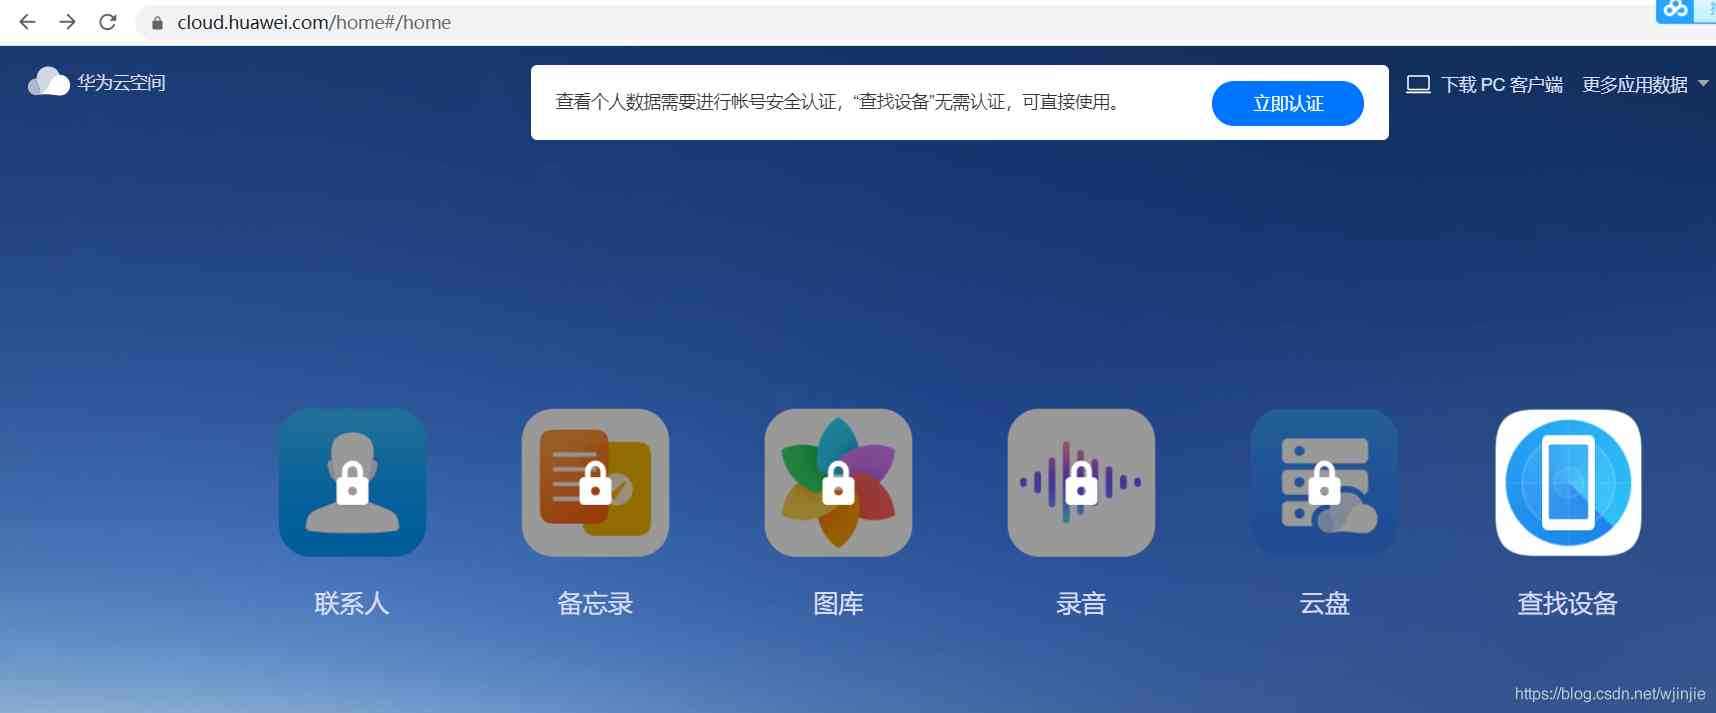 cloud.huawei.com/home#/home
华为云空间
查看个人数据需要进行帐号安全认证，“查找设备”无需认证，可直接使用。
立即认证
下载 PC 客户端
更多应用数据
联系人
备忘录
图库
录音
云盘
查找设备
https://blog.csdn.net/wjinjie